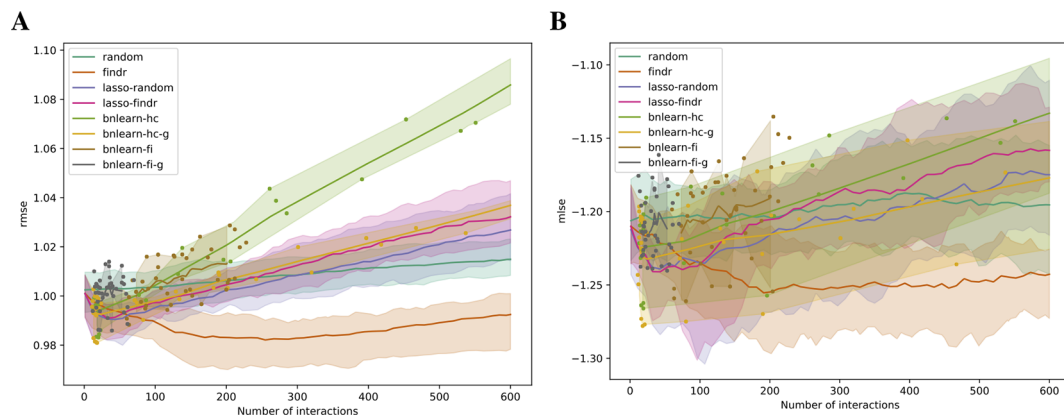 A
1.10
1.08
1.06
1.04
1.02
1.00
0.98
rmse
random
findr
lasso-random
lasso-findr
bnlearn-hc
bnlearn-hc-g
bnlearn-fi
bnlearn-fi-g
0 100 200 300 400 500 600
Number of interactions
B
−1.10
−1.15
−1.20
−1.25
−1.30
mlse
random
findr
lasso-random
lasso-findr
bnlearn-hc
bnlearn-hc-g
bnlearn-fi
bnlearn-fi-g
0 100 200 300 400 500 600
Number of interactions